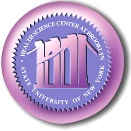 HEALTH SCIENCE CENTER AT BROOKLYN
STATE UNIVERSITY OF NEW YORK